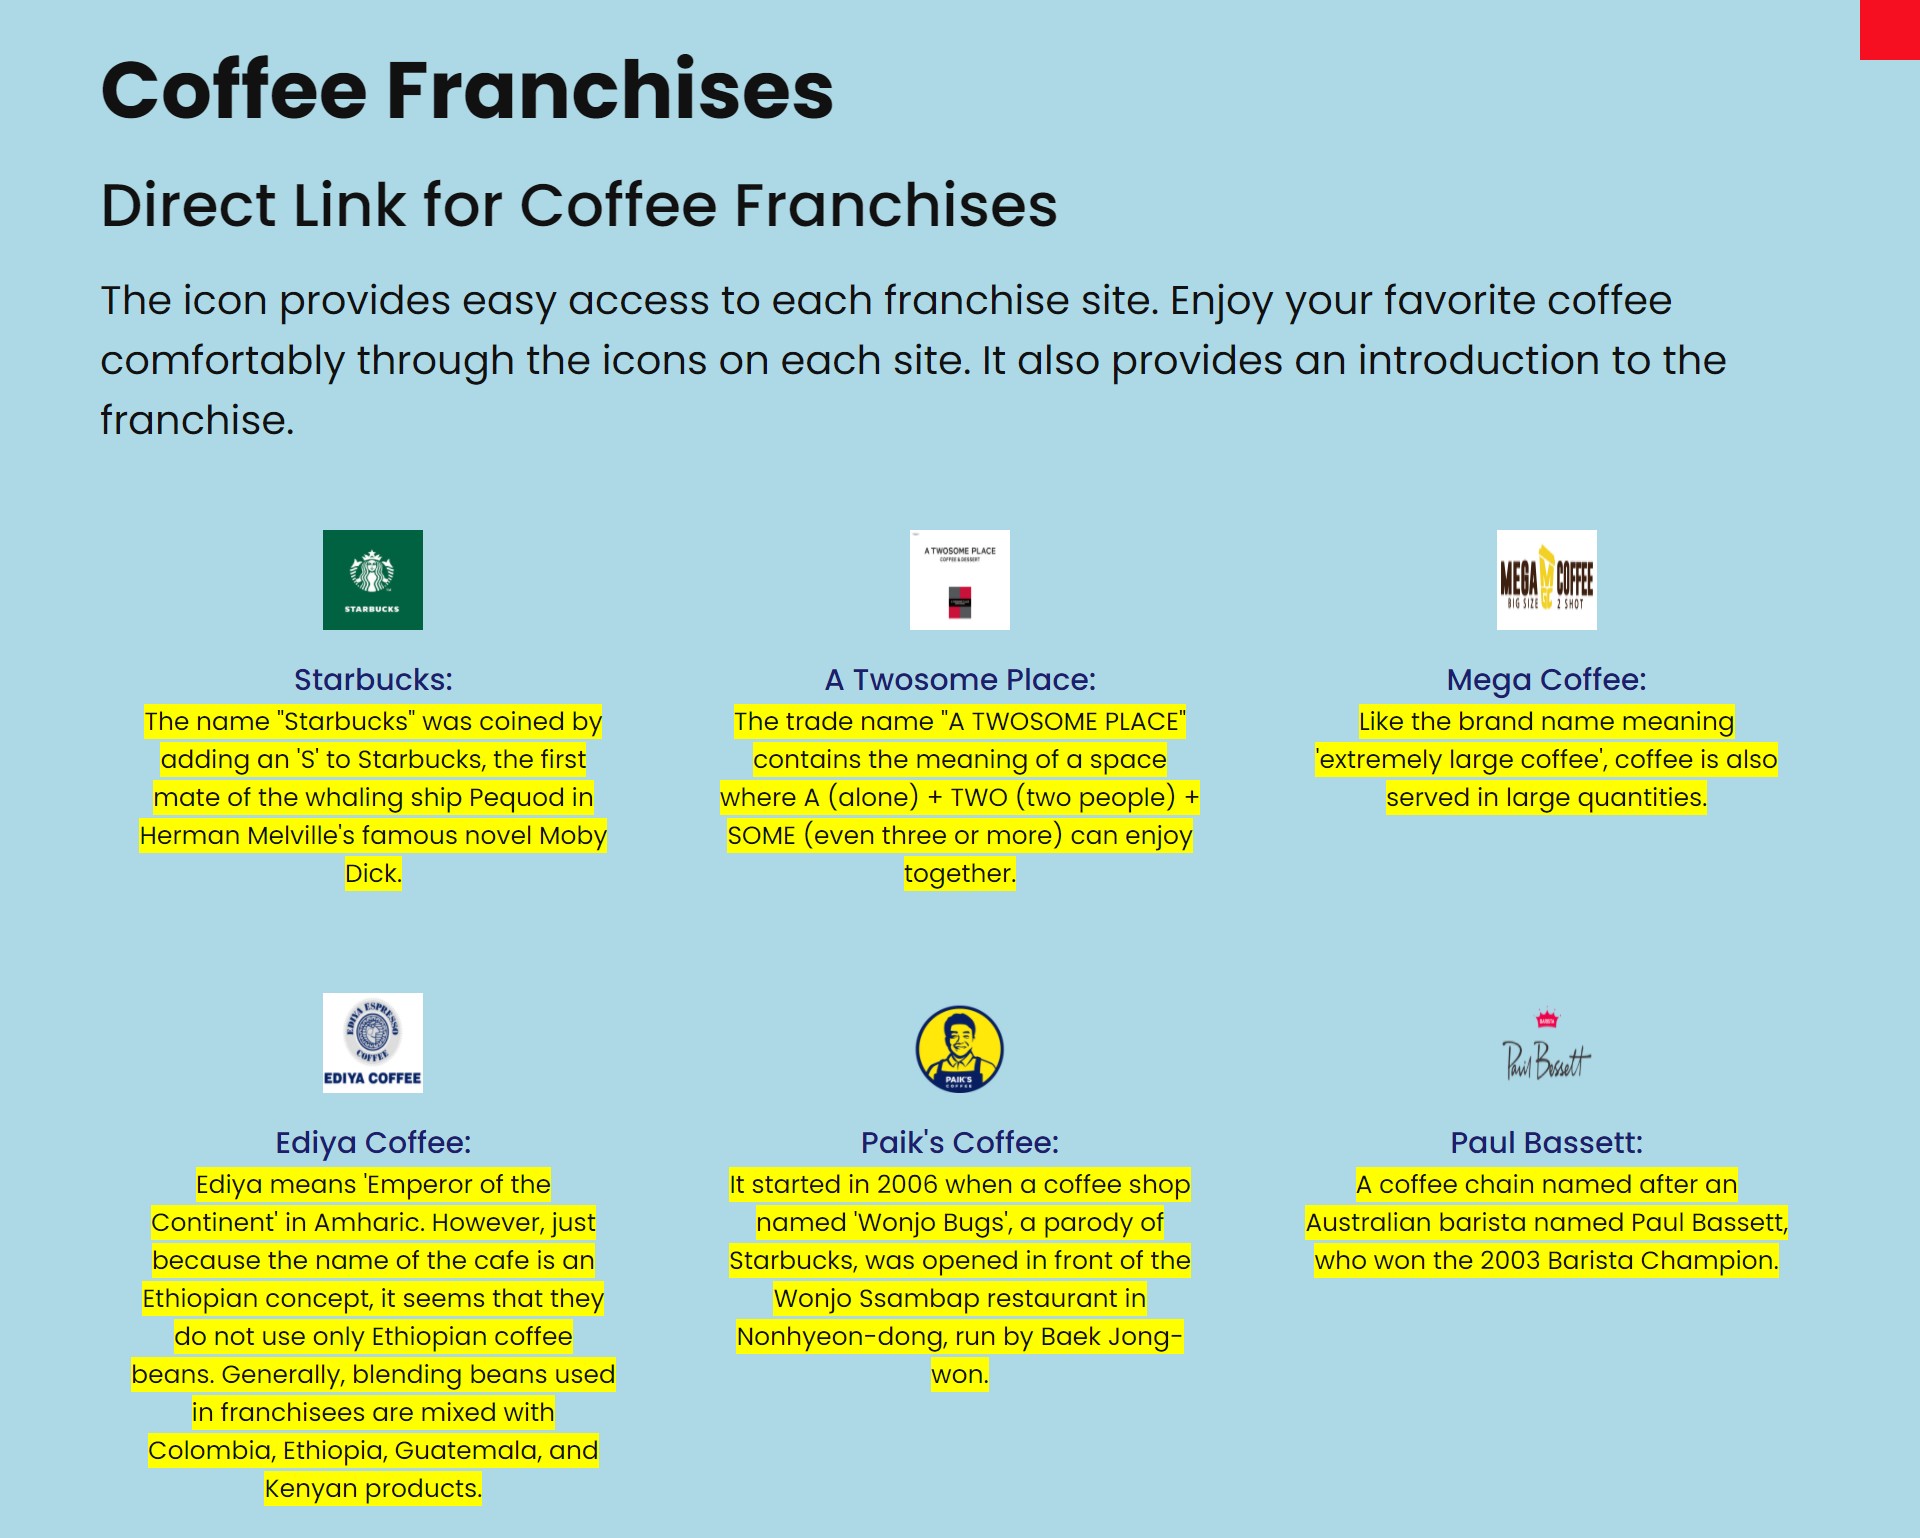 Coffee Franchises
Direct Link for Coffee Franchises
The icon provides easy access to each franchise site. Enjoy your favorite coffee
comfortably through the icons on each site. It also provides an introduction to the
franchise.
STARBUCKS
A TWOSOME PLACE
COFFEE & DESSERT
MEGA COFFEE
BIG SIZE 2 SHOT
Starbucks:
The name "Starbucks" was coined by
adding an 'S' to Starbucks, the first
mate of the whaling ship Pequod in
Herman Melville's famous novel Moby
Dick.
A Twosome Place:
The trade name "A TWOSOME PLACE"
contains the meaning of a space
where A (alone) + TWO (two people) +
SOME (even three or more) can enjoy
together.
Mega Coffee:
Like the brand name meaning
'extremely large coffee', coffee is also
served in large quantities.
EDIYA ESPRESSO
COFFEE
EDIYA COFFEE
PAIK'S
COFFEE
BARISTA
Paul Bassett
Ediya Coffee:
Ediya means 'Emperor of the
Continent' in Amharic. However, just
because the name of the cafe is an
Ethiopian concept, it seems that they
do not use only Ethiopian coffee
beans. Generally, blending beans used
in franchisees are mixed with
Colombia, Ethiopia, Guatemala, and
Kenyan products.
Paik's Coffee:
It started in 2006 when a coffee shop
named 'Wonjo Bugs', a parody of
Starbucks, was opened in front of the
Wonjo Ssambap restaurant in
Nonhyeon-dong, run by Baek Jong-
won.
Paul Bassett:
A coffee chain named after an
Australian barista named Paul Bassett,
who won the 2003 Barista Champion.